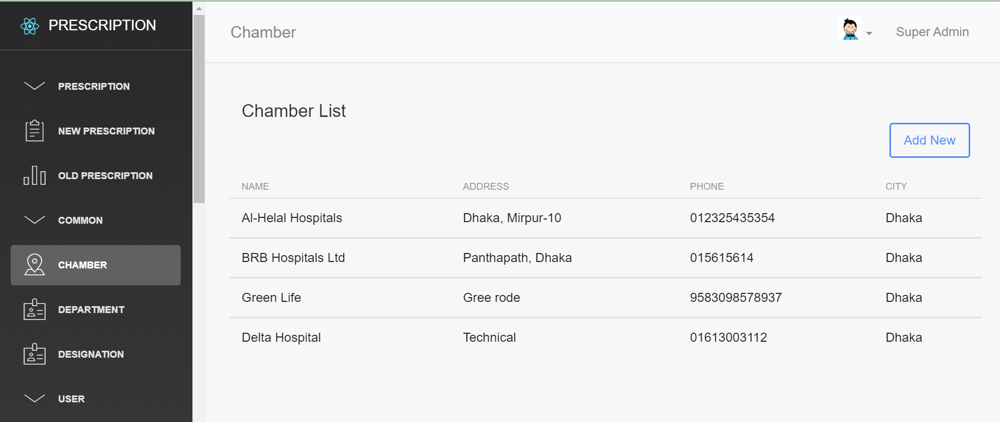 PRESCRIPTION
PRESCRIPTION
NEW PRESCRIPTION
OLD PRESCRIPTION
COMMON
CHAMBER
DEPARTMENT
DESIGNATION
USER
Chamber
Super Admin
Chamber List
Add New
NAME ADDRESS PHONE CITY
Al-Helal Hospitals Dhaka, Mirpur-10 012325435354 Dhaka
BRB Hospitals Ltd Panthapath, Dhaka 015615614 Dhaka
Green Life Gree rode 9583098578937 Dhaka
Delta Hospital Technical 01613003112 Dhaka